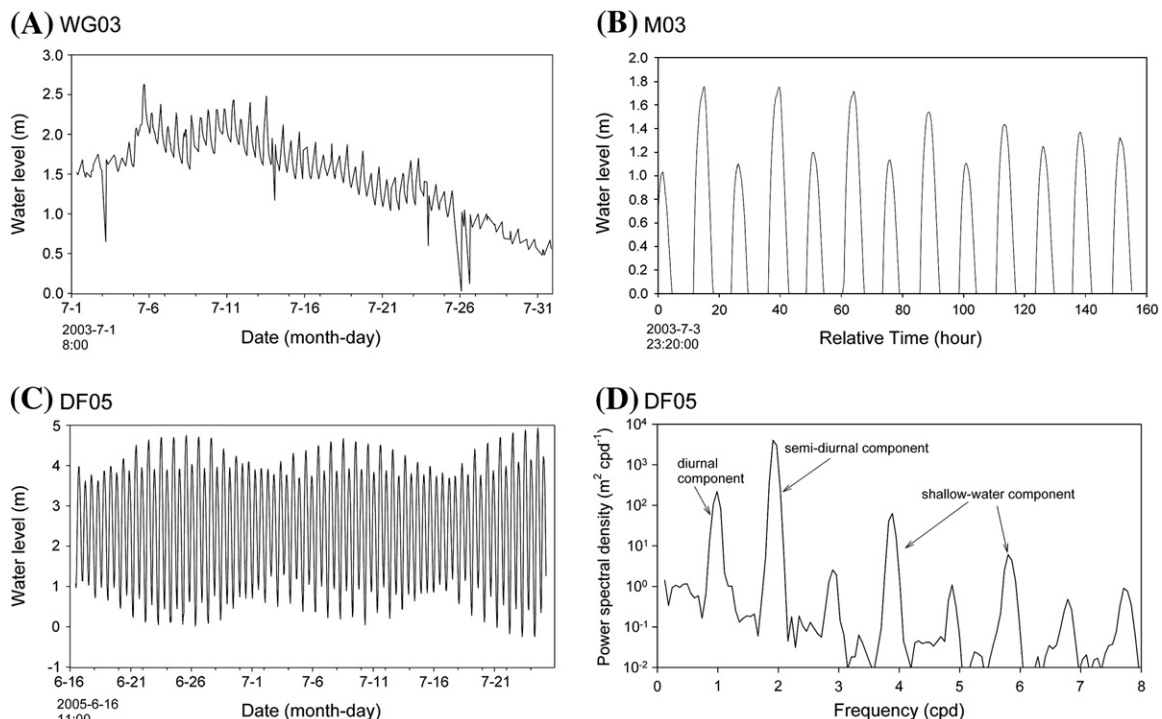 (A) WG03
Water level (m)
3.0
2.5
2.0
1.5
1.0
0.5
0.0
7-1 7-6 7-11 7-16 7-21 7-26 7-31
2003-7-1
8:00
Date (month-day)
(B) M03
Water level (m)
2.0
1.8
1.6
1.4
1.2
1.0
0.8
0.6
0.4
0.2
0.0
0 20 40 60 80 100 120 140 160
2003-7-3
23:20:00
Relative Time (hour)
(C) DF05
Water level (m)
5
4
3
2
1
0
-1
6-16 6-21 6-26 7-1 7-6 7-11 7-16 7-21
2005-6-16
11:00
Date (month-day)
(D) DF05
Power spectral density (m² cpd⁻¹)
10⁴
10³
10²
10¹
10⁰
10⁻¹
10⁻²
diurnal
component
semi-diurnal component
shallow-water component
0 1 2 3 4 5 6 7 8
Frequency (cpd)